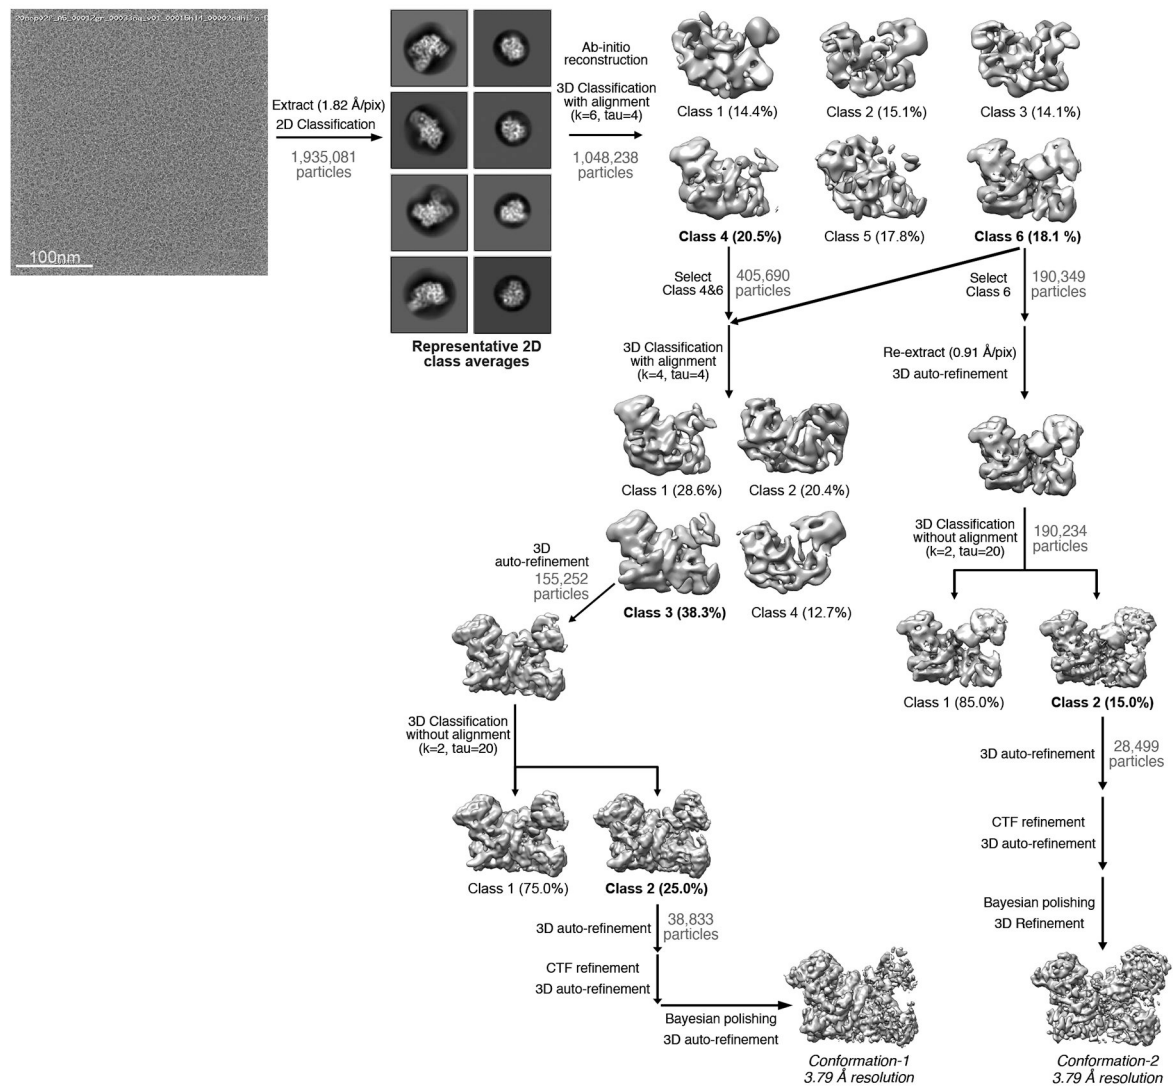 Extract (1.82 Å/pix)
2D Classification
1,935,081
particles
100nm
Representative 2D
class averages
Ab-initio
reconstruction
3D Classification
with alignment
(k=6, tau=4)
1,048,238
particles
Class 1 (14.4%)
Class 2 (15.1%)
Class 3 (14.1%)
Class 4 (20.5%)
Class 5 (17.8%)
Class 6 (18.1 %)
Select
Class 4&6
405,690
particles
Select
Class 6
190,349
particles
3D Classification
with alignment
(k=4, tau=4)
Re-extract (0.91 Å/pix)
3D auto-refinement
Class 1 (28.6%)
Class 2 (20.4%)
3D
auto-refinement
155,252
particles
Class 3 (38.3%)
Class 4 (12.7%)
3D Classification
without alignment
(k=2, tau=20)
190,234
particles
Class 1 (85.0%)
Class 2 (15.0%)
3D Classification
without alignment
(k=2, tau=20)
3D auto-refinement
28,499
particles
CTF refinement
3D auto-refinement
Class 1 (75.0%)
Class 2 (25.0%)
Bayesian polishing
3D Refinement
3D auto-refinement
38,833
particles
CTF refinement
3D auto-refinement
Bayesian polishing
3D auto-refinement
Conformation-1
3.79 Å resolution
Conformation-2
3.79 Å resolution